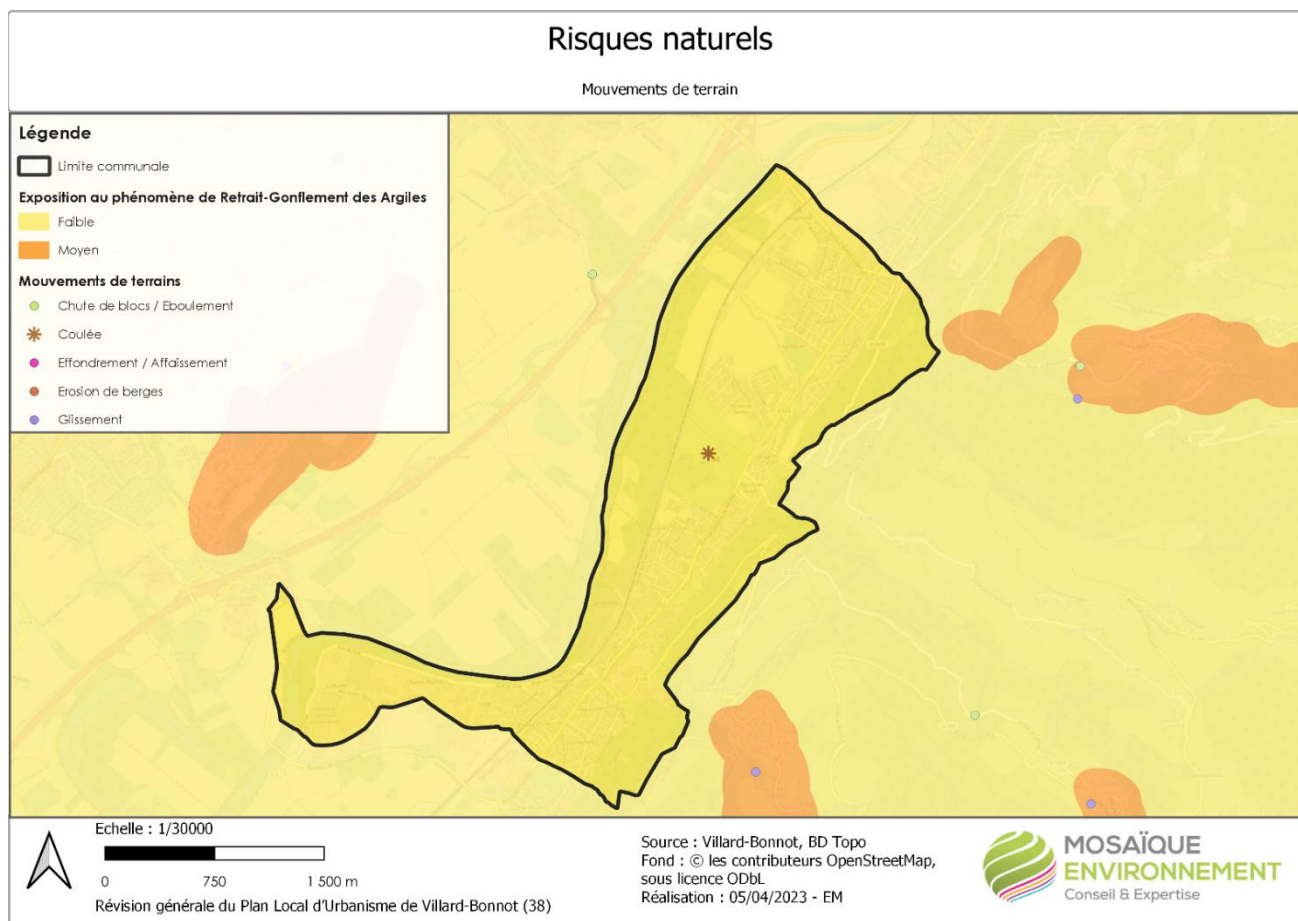 Risques naturels
Mouvements de terrain
Légende
Limite communale
Exposition au phénomène de Retrait-Gonflement des Argiles
Faible
Moyen
Mouvements de terrains
Chute de blocs / Eboulement
Coulée
Effondrement / Affaissement
Erosion de berges
Glissement
Echelle : 1/30000
0 750 1 500 m
Révision générale du Plan Local d'Urbanisme de Villard-Bonnot (38)
Source : Villard-Bonnot, BD Topo
Fond : © les contributeurs OpenStreetMap,
sous licence ODbL
Réalisation : 05/04/2023 - EM
MOSAÏQUE
ENVIRONNEMENT
Conseil & Expertise